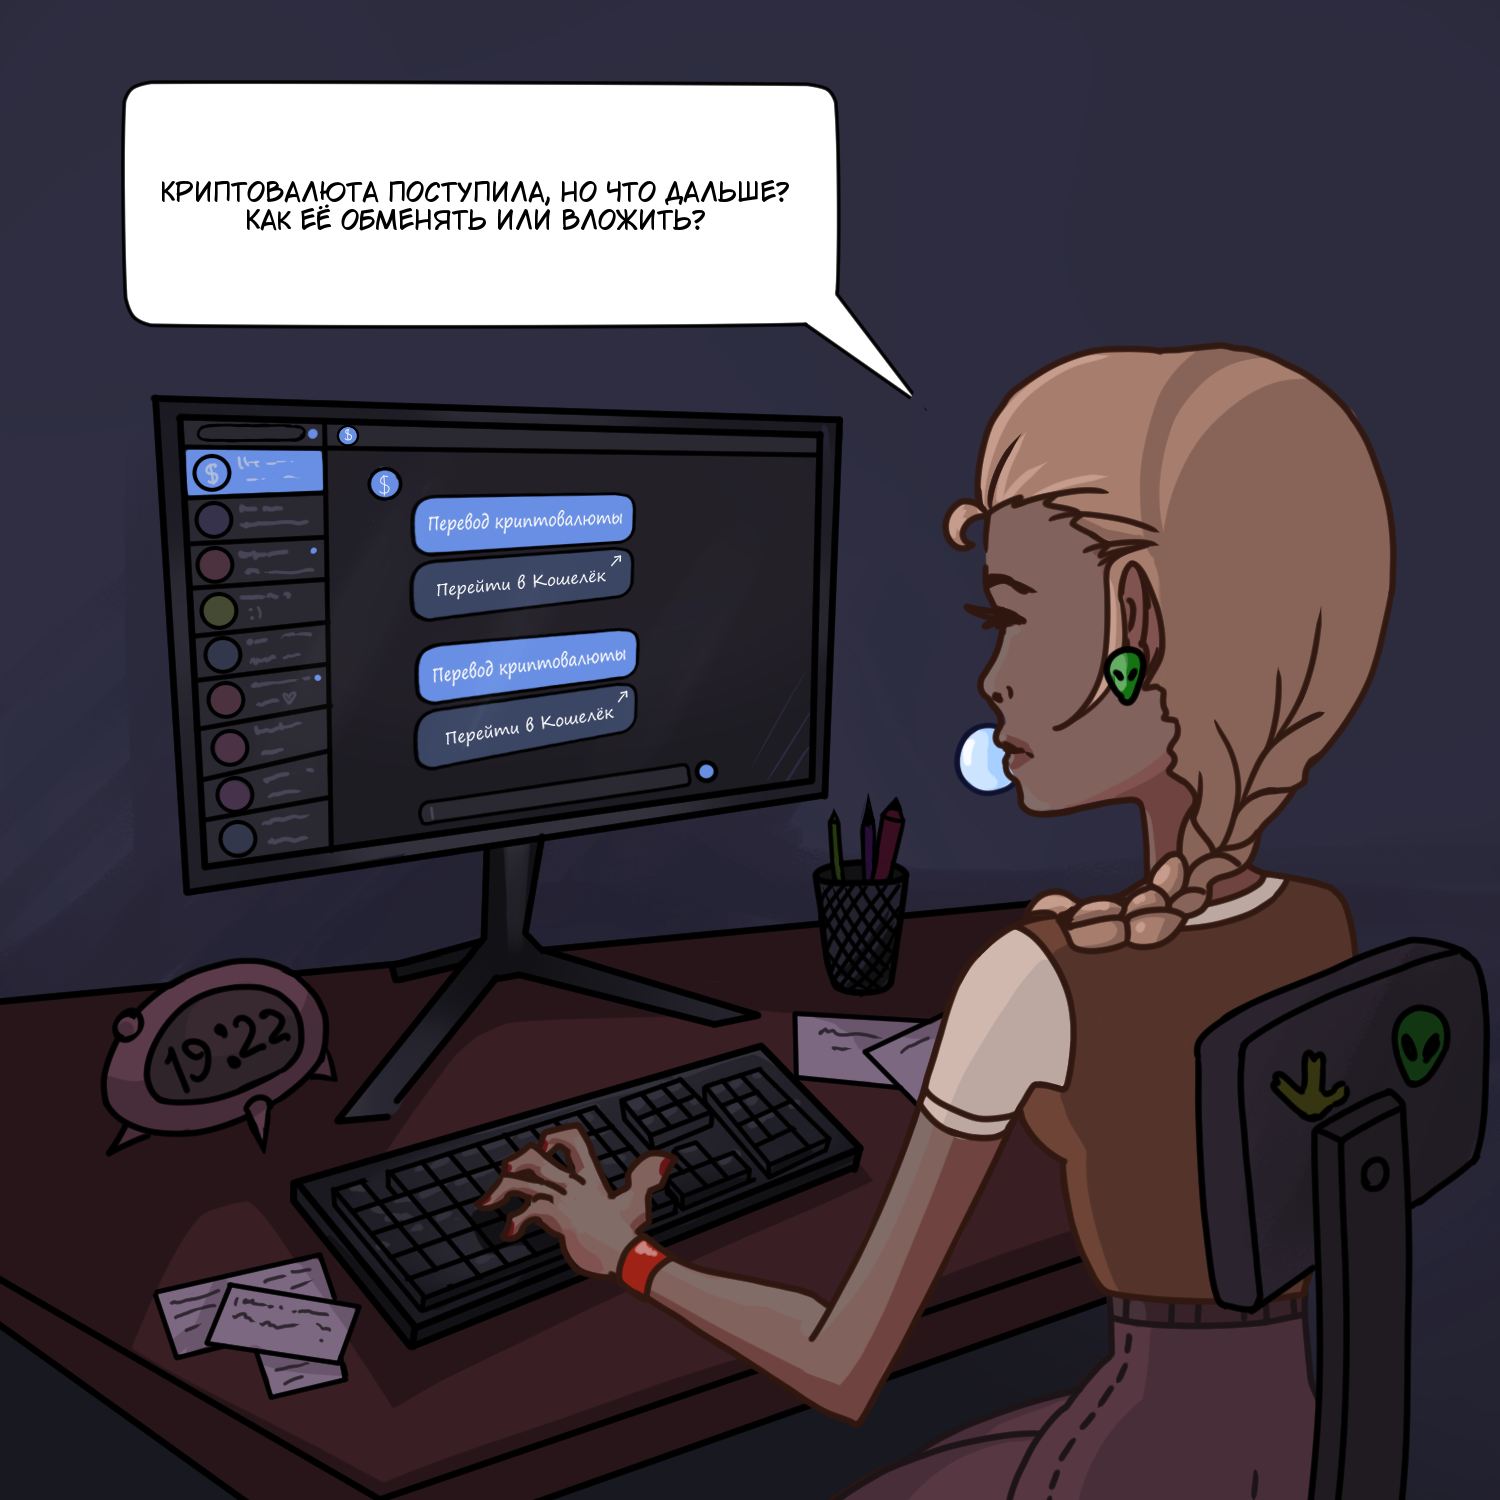 КРИПТОВАЛЮТА ПОСТУПИЛА, НО ЧТО ДАЛЬШЕ?
КАК ЕЁ ОБМЕНЯТЬ ИЛИ ВЛОЖИТЬ?
$
$
$
Перевод криптовалюты
Перейти в Кошелёк
:)
Перевод криптовалюты
Перейти в Кошелёк
19:22